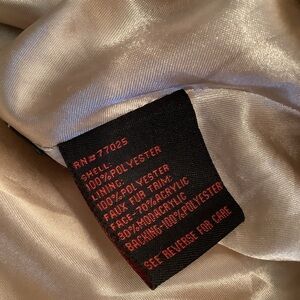 RN#77025
SHELL:
100%POLYESTER
LINING:
100%POLYESTER
FAUX FUR TRIM:
FACE-70%ACRYLIC
30%MODACRYLIC
BACKING-100%POLYESTER
SEE REVERSE FOR CARE